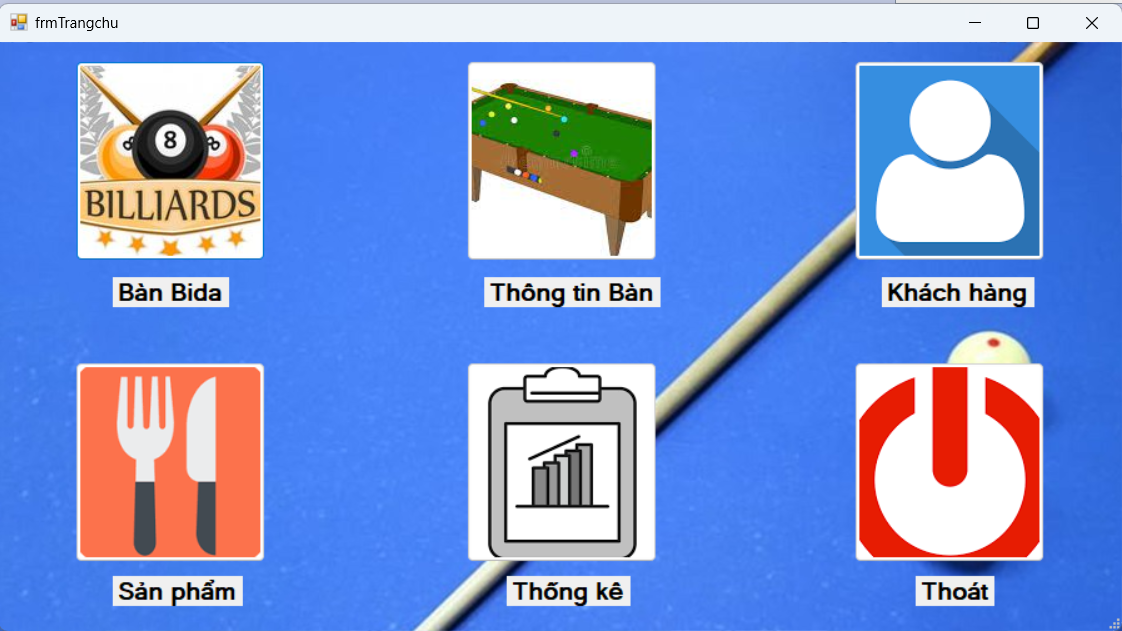 frmTrangchu
8
BILLIARDS
Bàn Bida
Thông tin Bàn
Khách hàng
Sản phẩm
Thống kê
Thoát